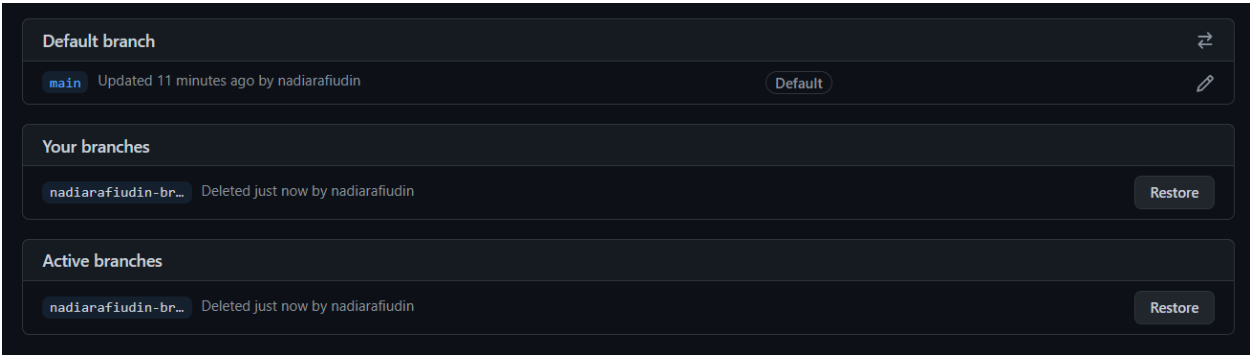 Default branch
main Updated 11 minutes ago by nadiarafiudin Default
Your branches
nadiarafiudin-br… Deleted just now by nadiarafiudin Restore
Active branches
nadiarafiudin-br… Deleted just now by nadiarafiudin Restore